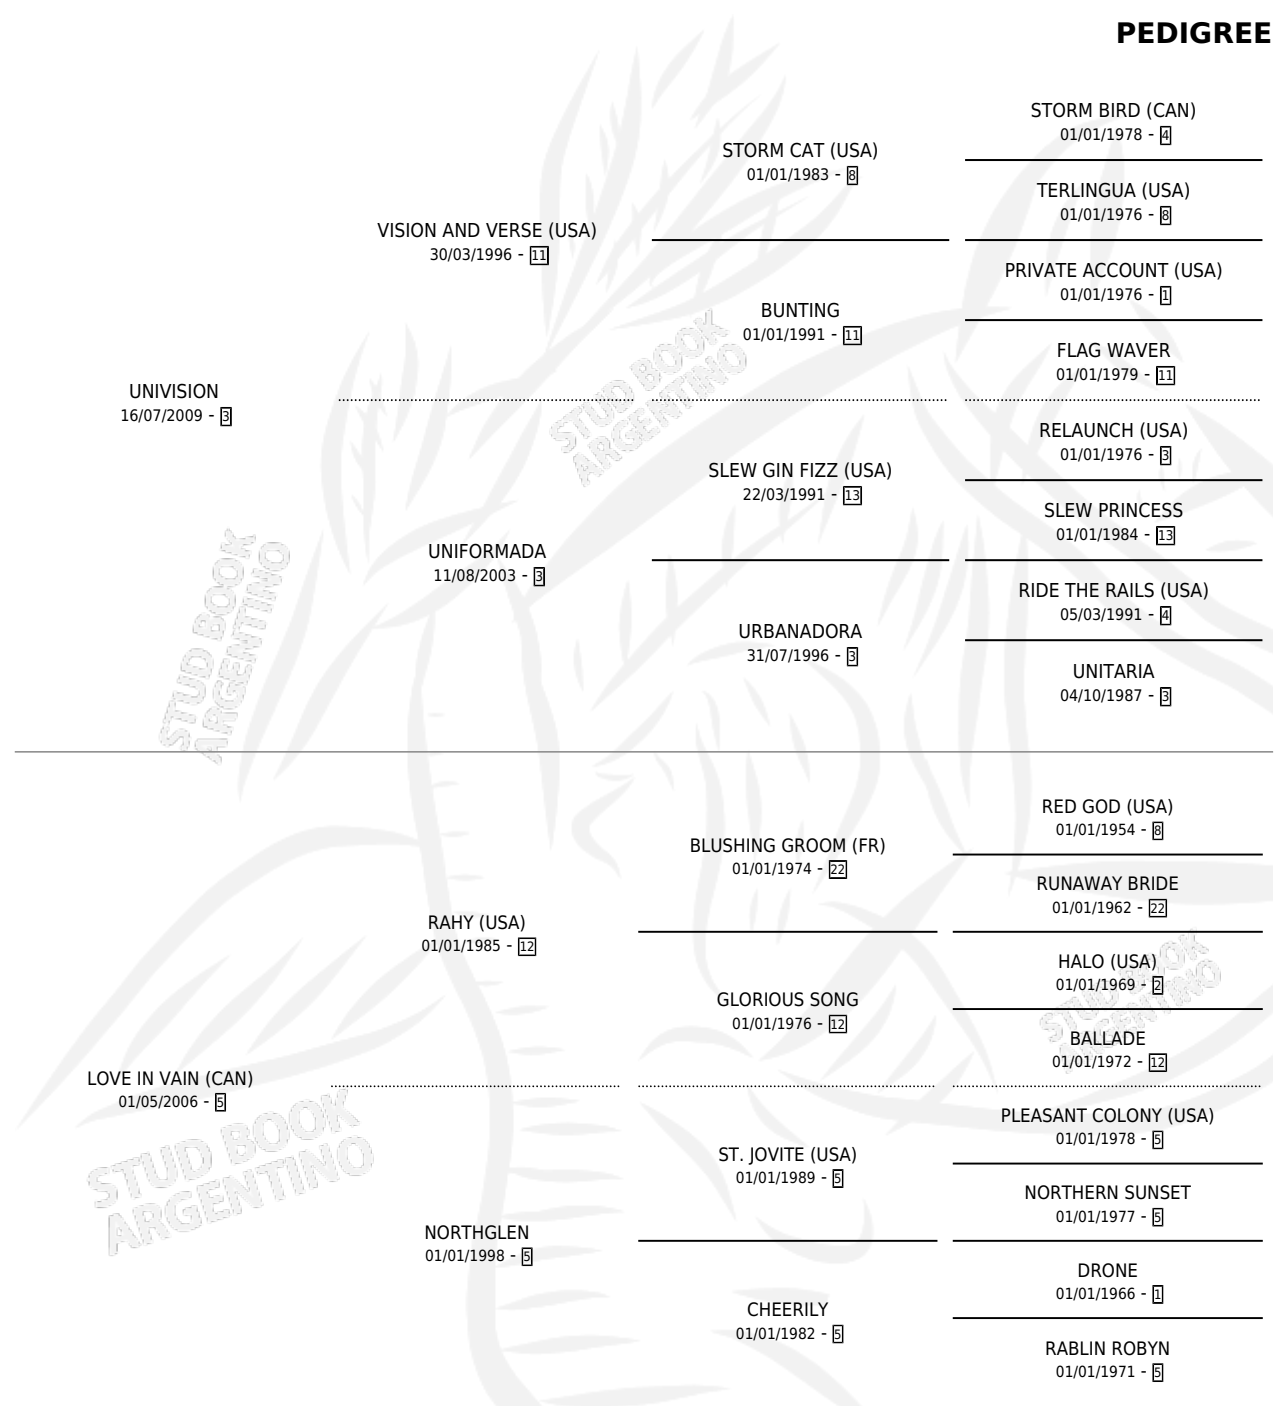 PEDIGREE
STORM BIRD (CAN)
01/01/1978 - 4
STORM CAT (USA)
01/01/1983 - 8
TERLINGUA (USA)
01/01/1976 - 8
VISION AND VERSE (USA)
30/03/1996 - 11
PRIVATE ACCOUNT (USA)
01/01/1976 - 1
BUNTING
01/01/1991 - 11
FLAG WAVER
01/01/1979 - 11
UNIVISION
16/07/2009 - 3
RELAUNCH (USA)
01/01/1976 - 3
SLEW GIN FIZZ (USA)
22/03/1991 - 13
SLEW PRINCESS
01/01/1984 - 13
UNIFORMADA
11/08/2003 - 3
RIDE THE RAILS (USA)
05/03/1991 - 4
URBANADORA
31/07/1996 - 3
UNITARIA
04/10/1987 - 3
STUD BOOK
ARGENTINO
STUD BOOK
ARGENTINO
RED GOD (USA)
01/01/1954 - 8
BLUSHING GROOM (FR)
01/01/1974 - 22
RUNAWAY BRIDE
01/01/1962 - 22
RAHY (USA)
01/01/1985 - 12
HALO (USA)
01/01/1969 - 2
GLORIOUS SONG
01/01/1976 - 12
BALLADE
01/01/1972 - 12
STUD BOOK
ARGENTINO
LOVE IN VAIN (CAN)
01/05/2006 - 5
PLEASANT COLONY (USA)
01/01/1978 - 5
ST. JOVITE (USA)
01/01/1989 - 5
NORTHERN SUNSET
01/01/1977 - 5
NORTHGLEN
01/01/1998 - 5
DRONE
01/01/1966 - 1
CHEERILY
01/01/1982 - 5
RABLIN ROBYN
01/01/1971 - 5
STUD BOOK
ARGENTINO